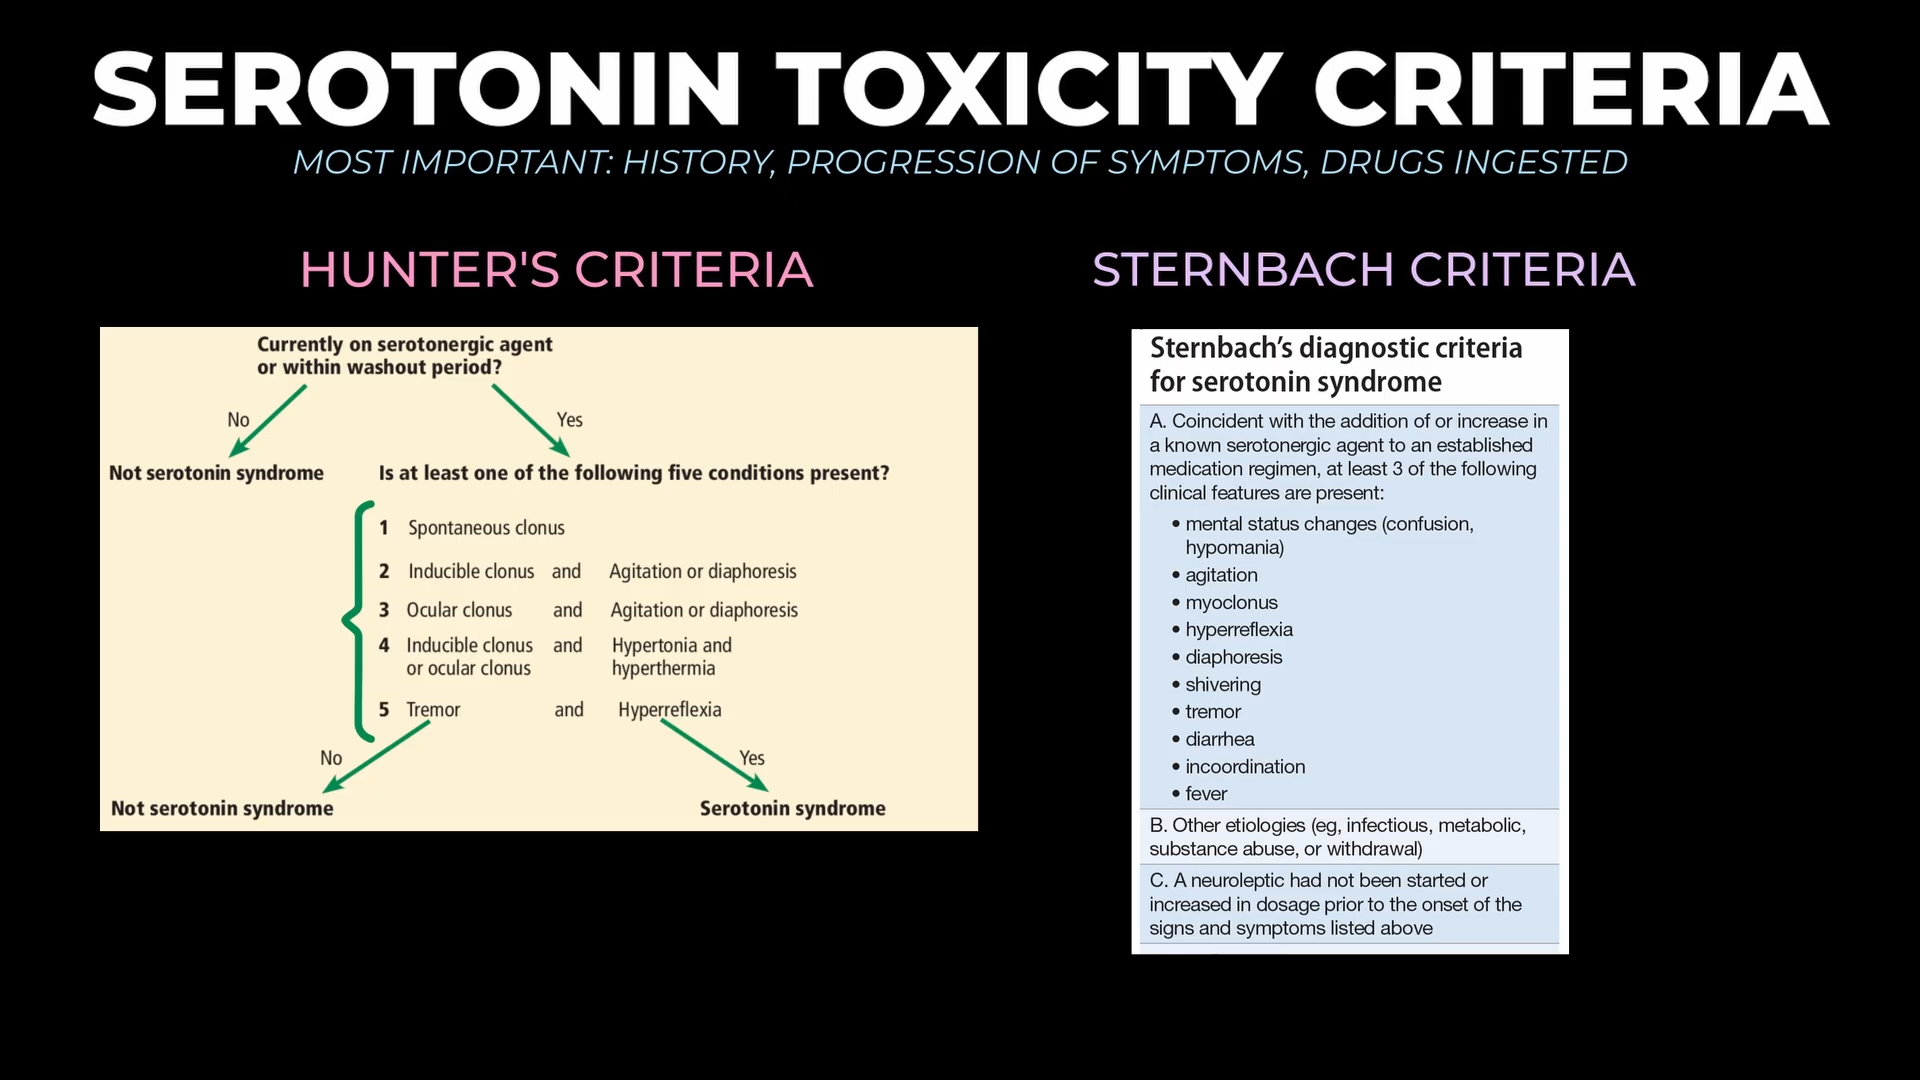 SEROTONIN TOXICITY CRITERIA
MOST IMPORTANT: HISTORY, PROGRESSION OF SYMPTOMS, DRUGS INGESTED
HUNTER'S CRITERIA
Currently on serotonergic agent
or within washout period?
No
Yes
Not serotonin syndrome
Is at least one of the following five conditions present?
1 Spontaneous clonus
2 Inducible clonus and Agitation or diaphoresis
3 Ocular clonus and Agitation or diaphoresis
4 Inducible clonus and Hypertonia and
or ocular clonus hyperthermia
5 Tremor and Hyperreflexia
No
Yes
Not serotonin syndrome
Serotonin syndrome
STERNBACH CRITERIA
Sternbach’s diagnostic criteria
for serotonin syndrome
A. Coincident with the addition of or increase in
a known serotonergic agent to an established
medication regimen, at least 3 of the following
clinical features are present:
• mental status changes (confusion,
hypomania)
• agitation
• myoclonus
• hyperreflexia
• diaphoresis
• shivering
• tremor
• diarrhea
• incoordination
• fever
B. Other etiologies (eg, infectious, metabolic,
substance abuse, or withdrawal)
C. A neuroleptic had not been started or
increased in dosage prior to the onset of the
signs and symptoms listed above